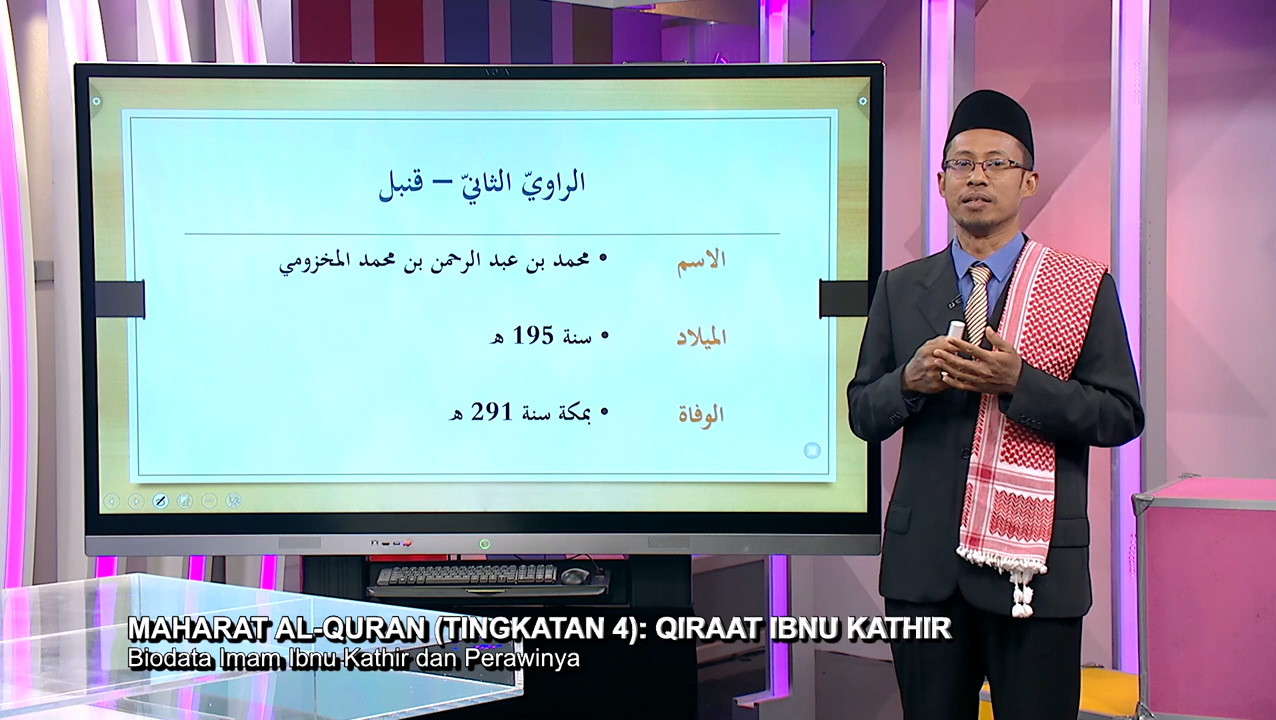 الراويّ الثانيّ – قنبل
الاسم • محمد بن عبد الرحمن بن محمد المخزومي
الميلاد • سنة 195 هـ
الوفاة • بمكة سنة 291 هـ
MAHARAT AL-QURAN (TINGKATAN 4): QIRAAT IBNU KATHIR
Biodata Imam Ibnu Kathir dan Perawinya